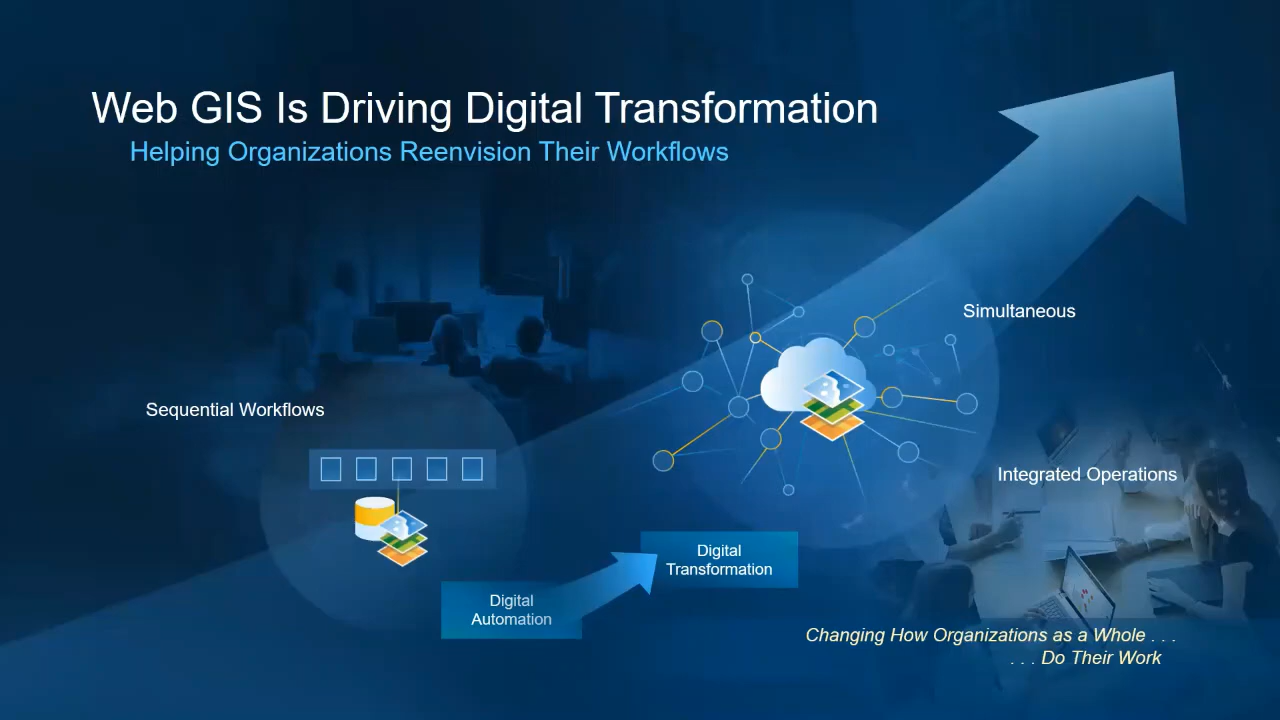 Web GIS Is Driving Digital Transformation
Helping Organizations Reenvision Their Workflows
Simultaneous
Sequential Workflows
Integrated Operations
Digital
Transformation
Digital
Automation
Changing How Organizations as a Whole . . .
. . . Do Their Work